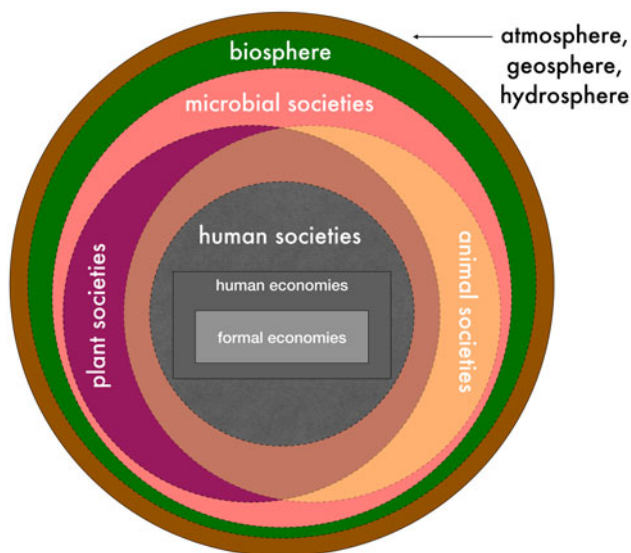 atmosphere,
geosphere,
hydrosphere
biosphere
microbial societies
plant societies
human societies
animal societies
human economies
formal economies